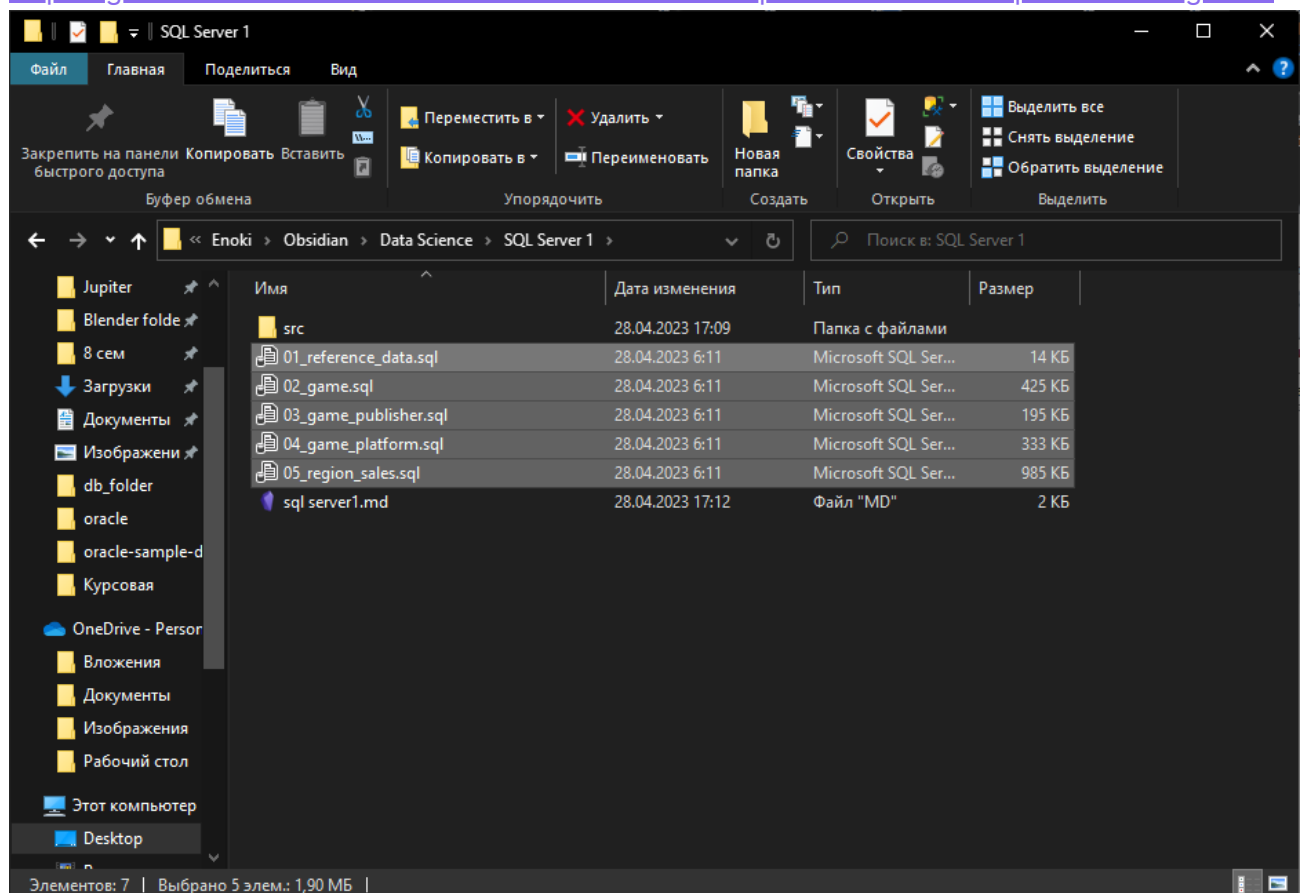 SQL Server 1
Файл Главная Поделиться Вид
Закрепить на панели быстрого доступа
Копировать
Вставить
Переместить в
Копировать в
Удалить
Переименовать
Новая папка
Свойства
Выделить все
Снять выделение
Обратить выделение
Буфер обмена Упорядочить Создать Открыть Выделить
« Enoki > Obsidian > Data Science > SQL Server 1 >
Поиск в: SQL Server 1
Jupiter
Blender folde
8 сем
Загрузки
Документы
Изображени
db_folder
oracle
oracle-sample-d
Курсовая
OneDrive - Person
Вложения
Документы
Изображения
Рабочий стол
Этот компьютер
Desktop
Имя Дата изменения Тип Размер
src 28.04.2023 17:09 Папка с файлами
01_reference_data.sql 28.04.2023 6:11 Microsoft SQL Ser... 14 КБ
02_game.sql 28.04.2023 6:11 Microsoft SQL Ser... 425 КБ
03_game_publisher.sql 28.04.2023 6:11 Microsoft SQL Ser... 195 КБ
04_game_platform.sql 28.04.2023 6:11 Microsoft SQL Ser... 333 КБ
05_region_sales.sql 28.04.2023 6:11 Microsoft SQL Ser... 985 КБ
sql server1.md 28.04.2023 17:12 Файл "MD" 2 КБ
Элементов: 7 | Выбрано 5 элем.: 1,90 МБ |